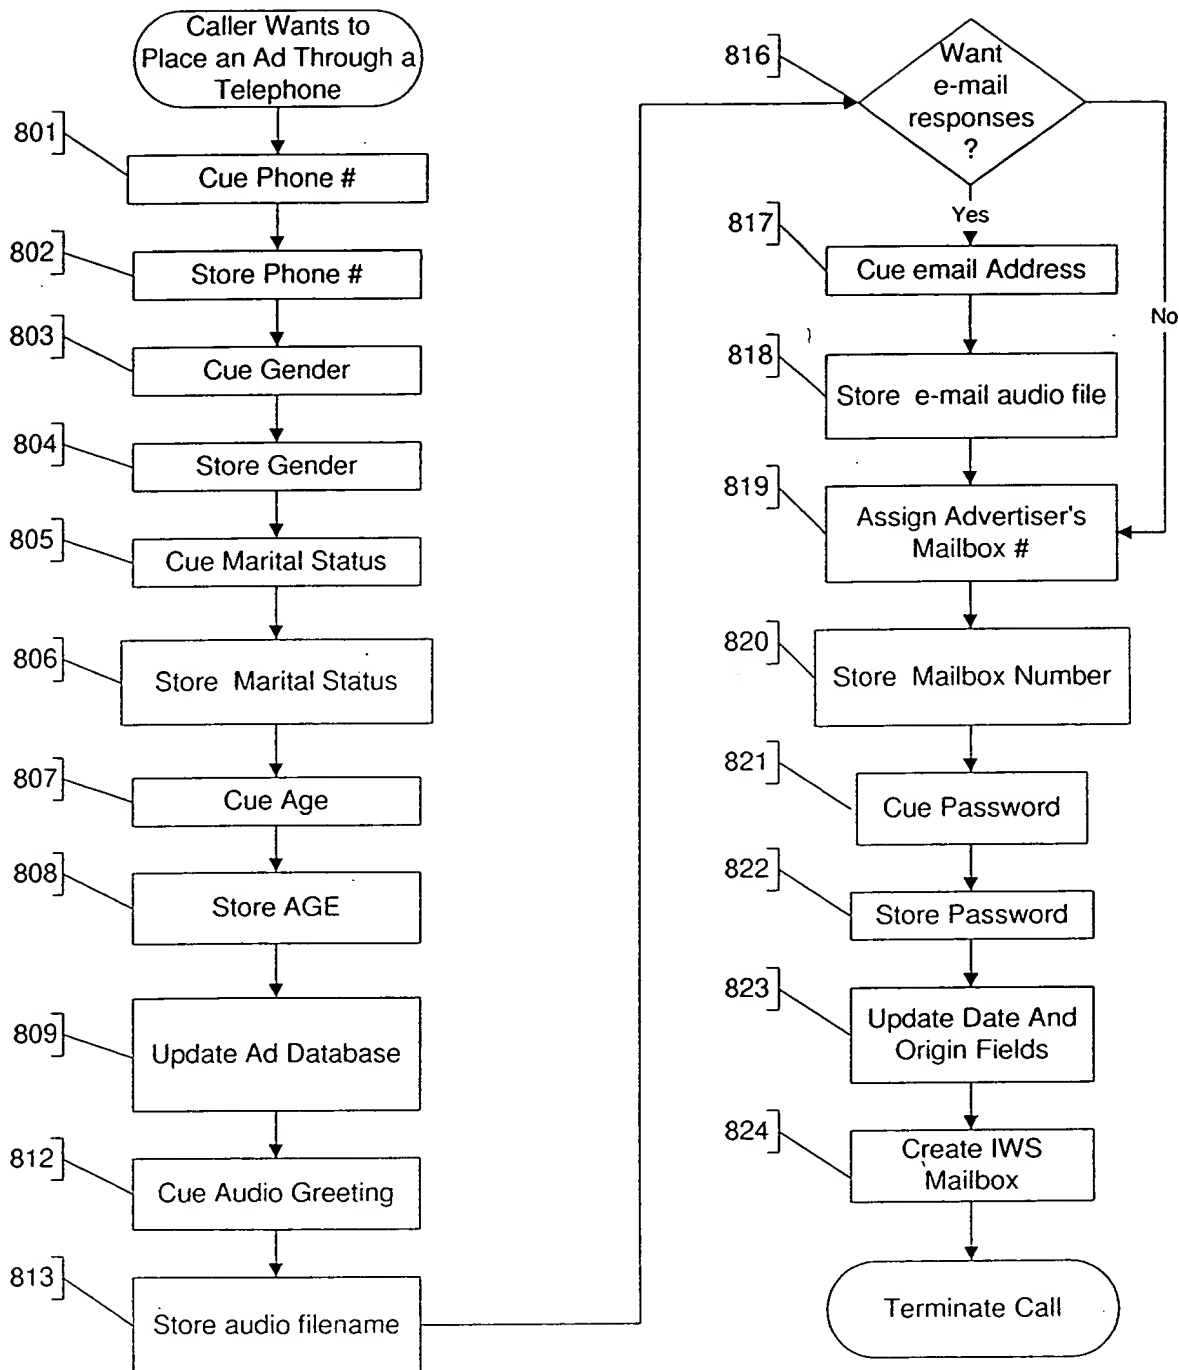 Caller Wants to
Place an Ad Through a
Telephone
801
Cue Phone #
802
Store Phone #
803
Cue Gender
804
Store Gender
805
Cue Marital Status
806
Store Marital Status
807
Cue Age
808
Store AGE
809
Update Ad Database
812
Cue Audio Greeting
813
Store audio filename
816
Want
e-mail
responses
?
Yes
No
817
Cue email Address
818
Store e-mail audio file
819
Assign Advertiser's
Mailbox #
820
Store Mailbox Number
821
Cue Password
822
Store Password
823
Update Date And
Origin Fields
824
Create IWS
Mailbox
Terminate Call